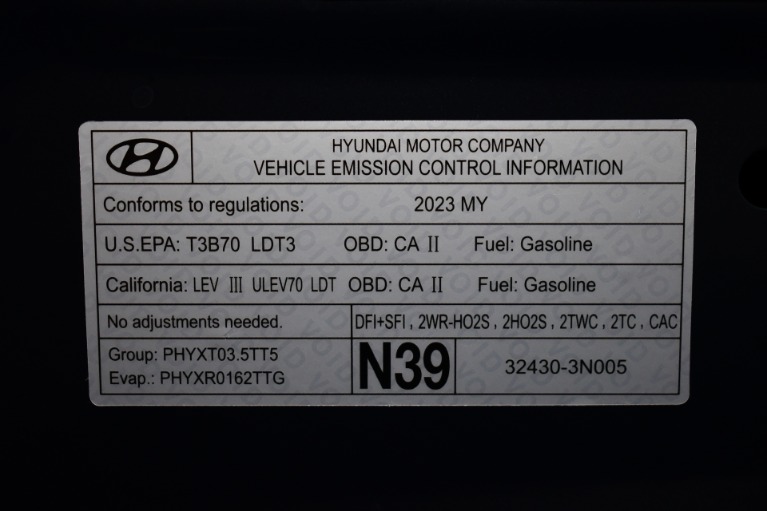 HYUNDAI MOTOR COMPANY
VEHICLE EMISSION CONTROL INFORMATION
Conforms to regulations: 2023 MY
U.S.EPA: T3B70 LDT3 OBD: CA II Fuel: Gasoline
California: LEV III ULEV70 LDT OBD: CA II Fuel: Gasoline
No adjustments needed. DFI+SFI , 2WR-HO2S , 2HO2S , 2TWC , 2TC , CAC
Group: PHYXT03.5TT5
Evap.: PHYXR0162TTG
N39
32430-3N005